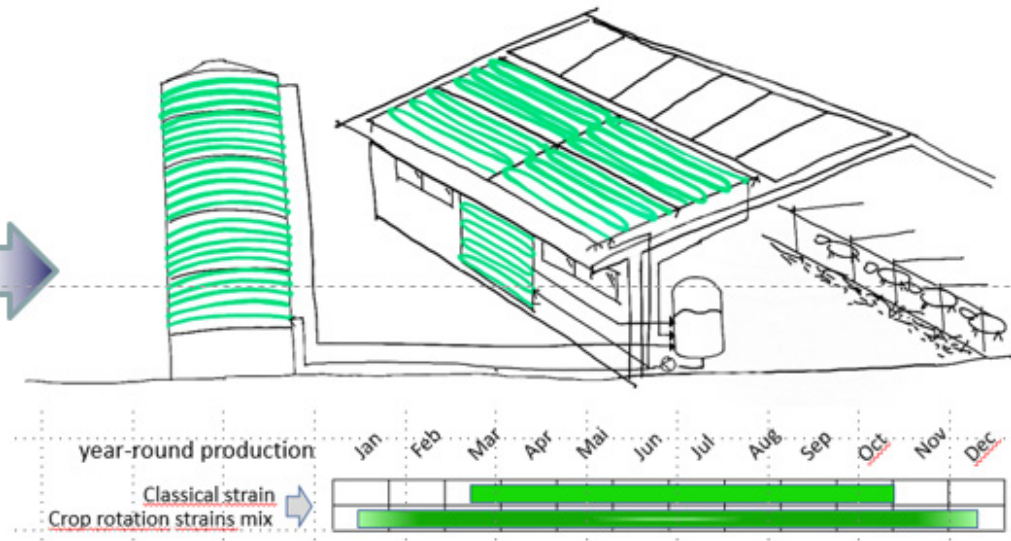 year-round production Jan Feb Mar Apr Mai Jun Jul Aug Sep Oct Nov Dec
Classical strain
Crop rotation strains mix